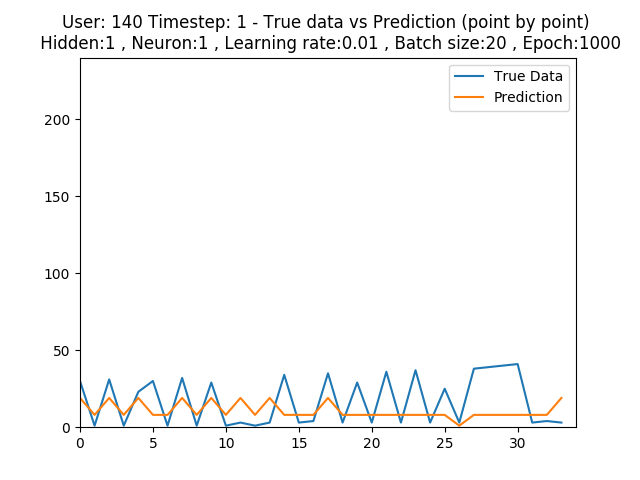 User: 140 Timestep: 1 - True data vs Prediction (point by point)
Hidden:1 , Neuron:1 , Learning rate:0.01 , Batch size:20 , Epoch:1000
True Data
Prediction
200
150
100
50
0
0 5 10 15 20 25 30